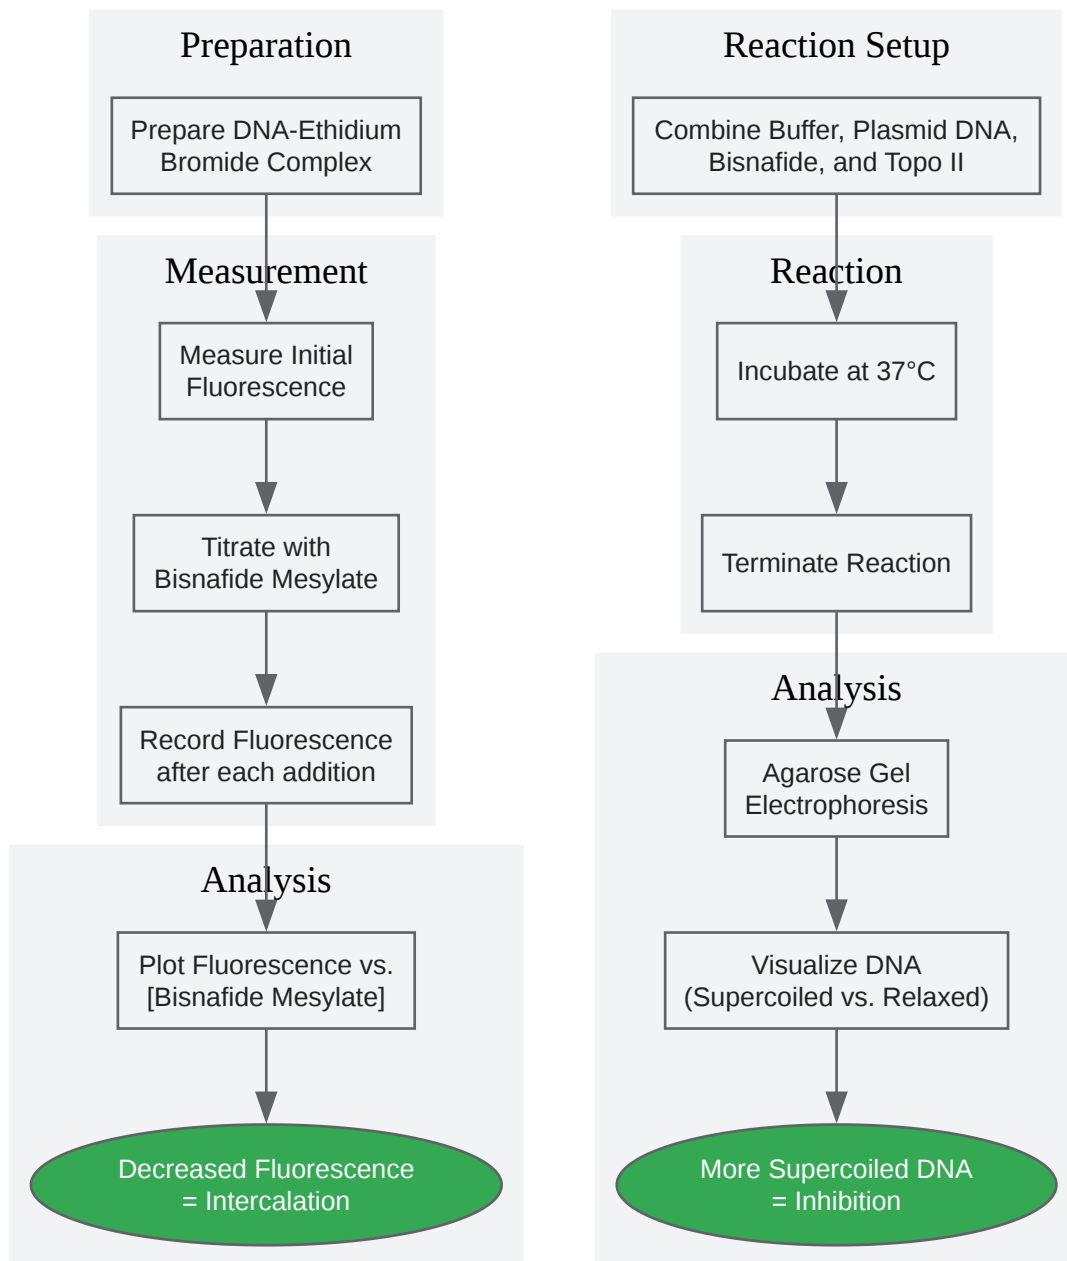 Preparation
Prepare DNA-Ethidium
Bromide Complex
Measurement
Measure Initial
Fluorescence
Titrate with
Bisnafide Mesylate
Record Fluorescence
after each addition
Analysis
Plot Fluorescence vs.
[Bisnafide Mesylate]
Decreased Fluorescence
= Intercalation
Reaction Setup
Combine Buffer, Plasmid DNA,
Bisnafide, and Topo II
Reaction
Incubate at 37°C
Terminate Reaction
Analysis
Agarose Gel
Electrophoresis
Visualize DNA
(Supercoiled vs. Relaxed)
More Supercoiled DNA
= Inhibition